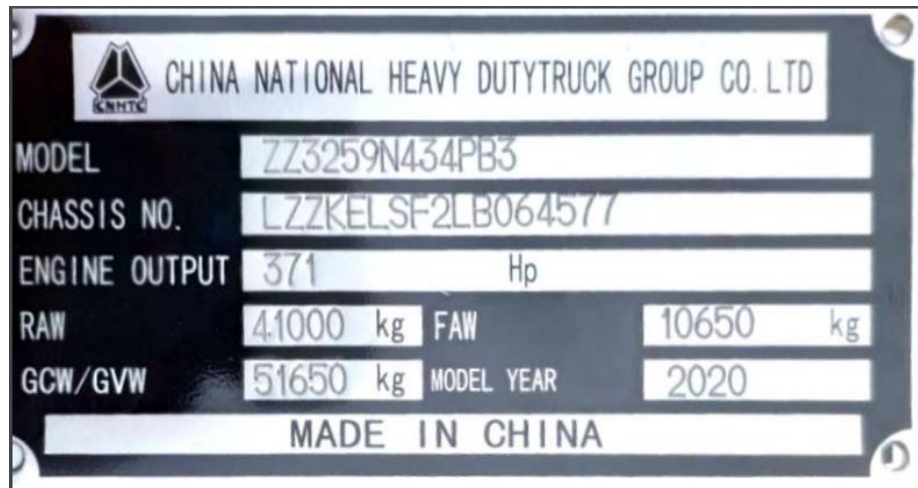 CNHTC
CHINA NATIONAL HEAVY DUTYTRUCK GROUP CO.LTD
MODEL ZZ3259N434PB3
CHASSIS NO. LZZKELSF2LB064577
ENGINE OUTPUT 371 Hp
RAW 41000 kg FAW 10650 kg
GCW/GVW 51650 kg MODEL YEAR 2020
MADE IN CHINA